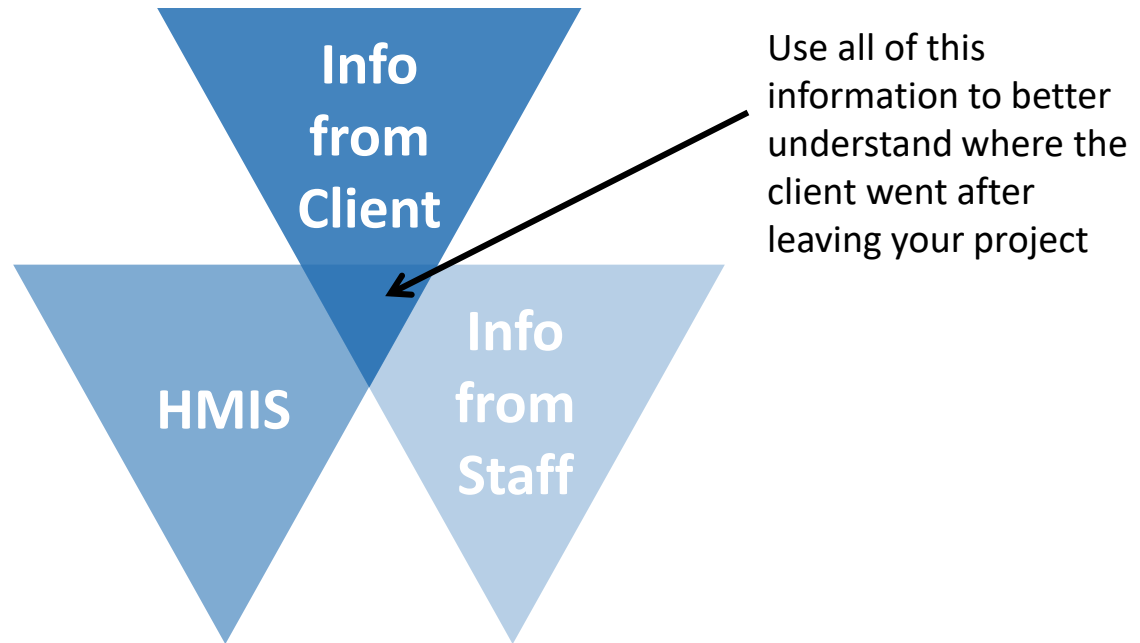 Info
from
Client
Use all of this
information to better
understand where the
client went after
leaving your project
HMIS
Info
from
Staff